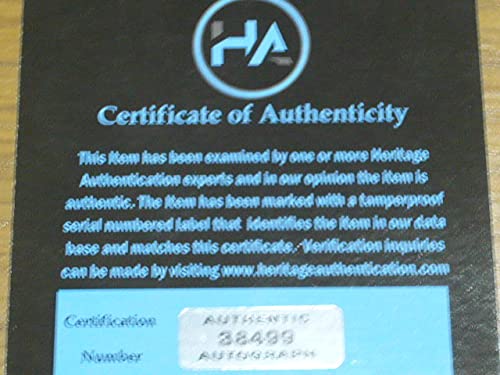 HA
Certificate of Authenticity
This item has been examined by one or more Heritage
Authentication experts and in our opinion the item is
authentic. The item has been marked with a tamperproof
serial numbered label that identifies the item in our data
base and matches this certificate. Verification inquiries
can be made by visiting www.heritageauthentication.com
Certification
Number
AUTHENTIC
38499
AUTOGRAPH